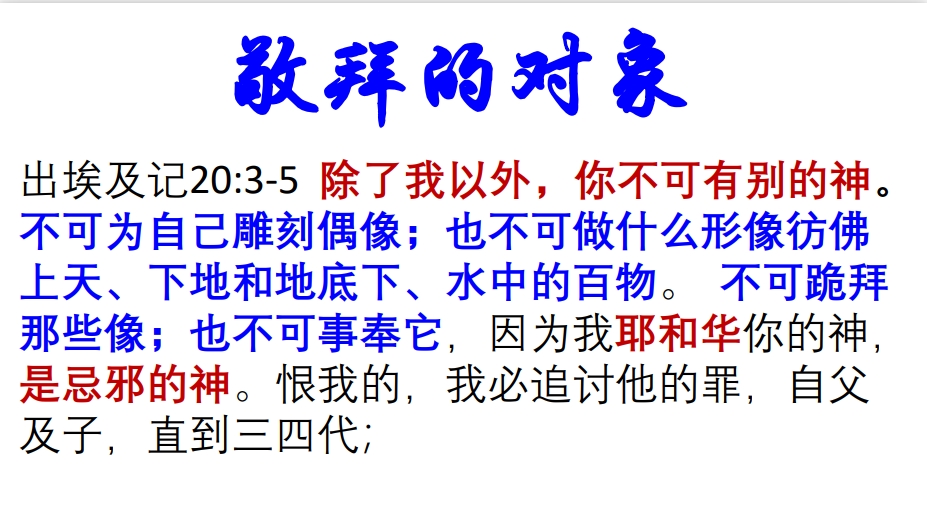 敬拜的对象
出埃及记20:3-5 除了我以外，你不可有别的神。
不可为自己雕刻偶像；也不可做什么形像彷佛
上天、下地和地底下、水中的百物。 不可跪拜
那些像；也不可事奉它，因为我耶和华你的神，
是忌邪的神。恨我的，我必追讨他的罪，自父
及子，直到三四代；